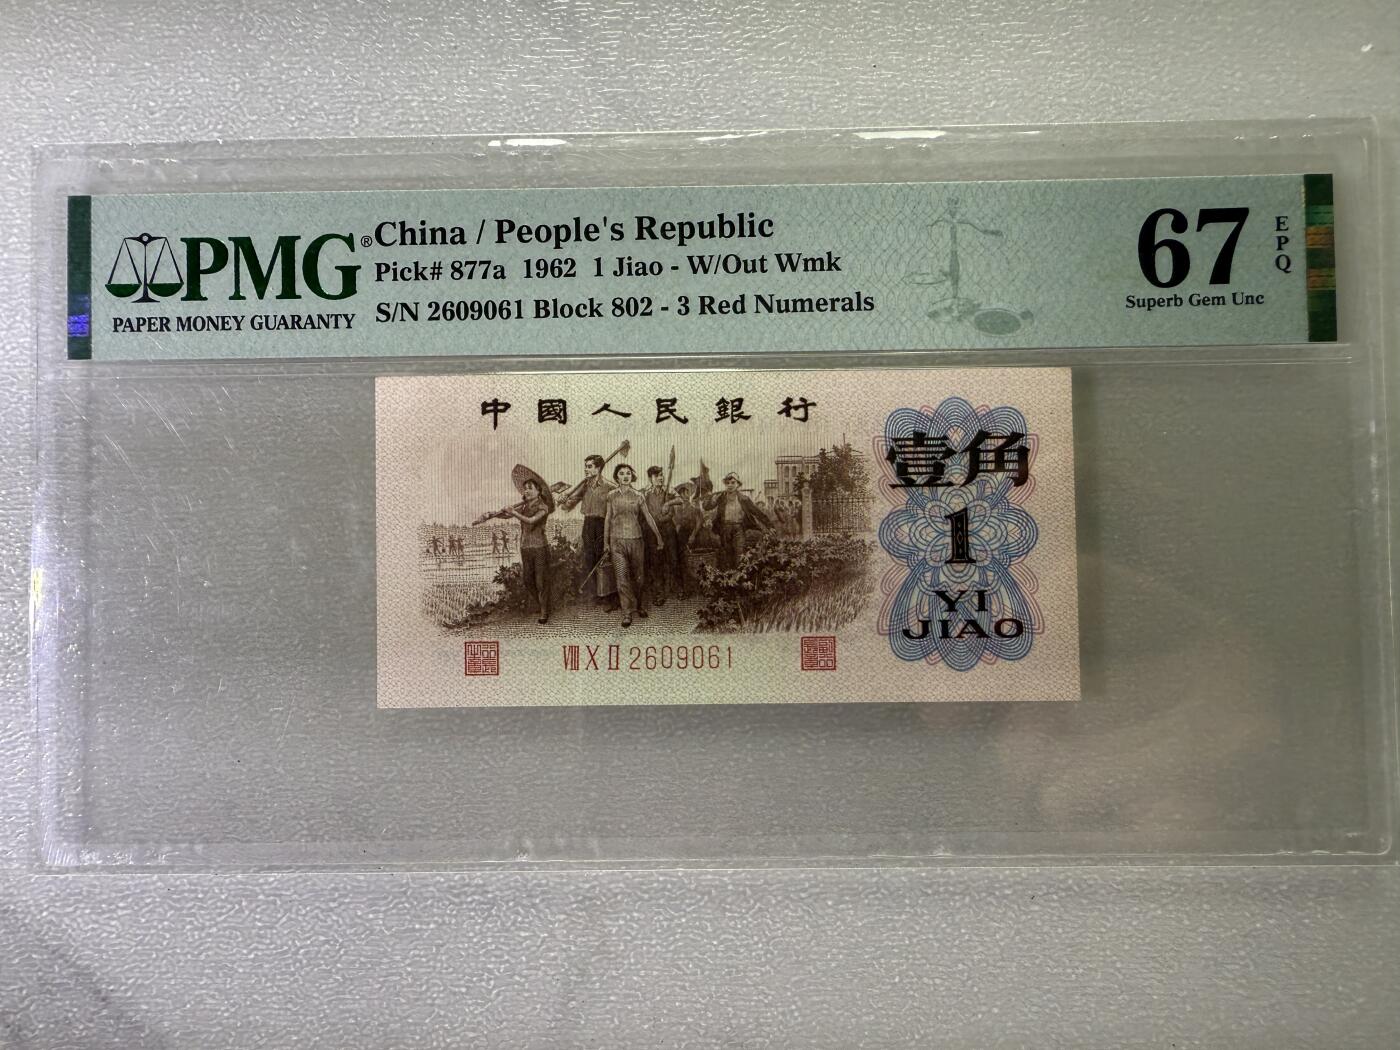 PMG®
PAPER MONEY GUARANTY
China / People's Republic
Pick# 877a 1962 1 Jiao - W/Out Wmk
S/N 2609061 Block 802 - 3 Red Numerals
67
EPQ
Superb Gem Unc
中國人民銀行
壹角
1
YI
JIAO
Ⅷ Ⅹ Ⅱ 2609061